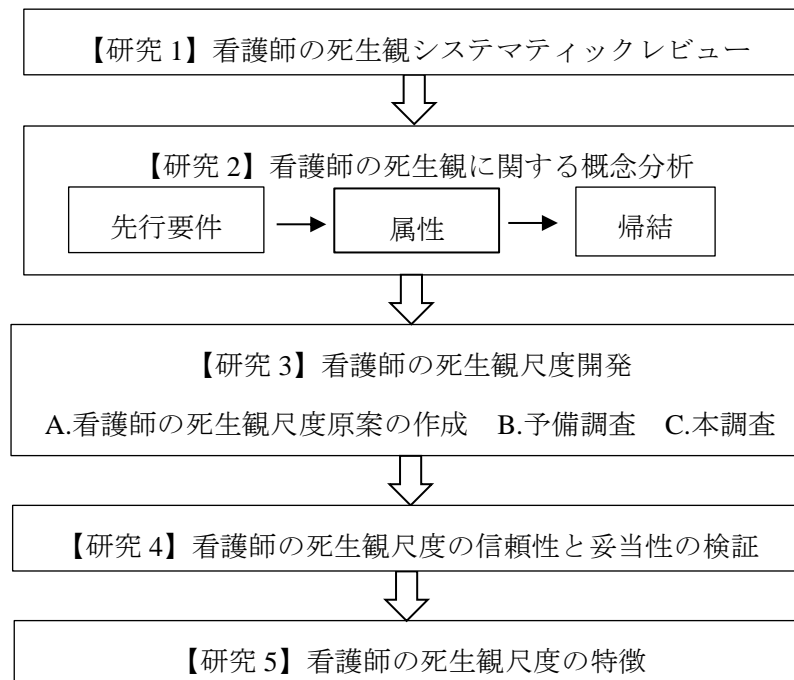 【研究 1】看護師の死生観システマティックレビュー
【研究 2】看護師の死生観に関する概念分析
先行要件 属性 帰結
【研究 3】看護師の死生観尺度開発
A.看護師の死生観尺度原案の作成 B.予備調査 C.本調査
【研究 4】看護師の死生観尺度の信頼性と妥当性の検証
【研究 5】看護師の死生観尺度の特徴